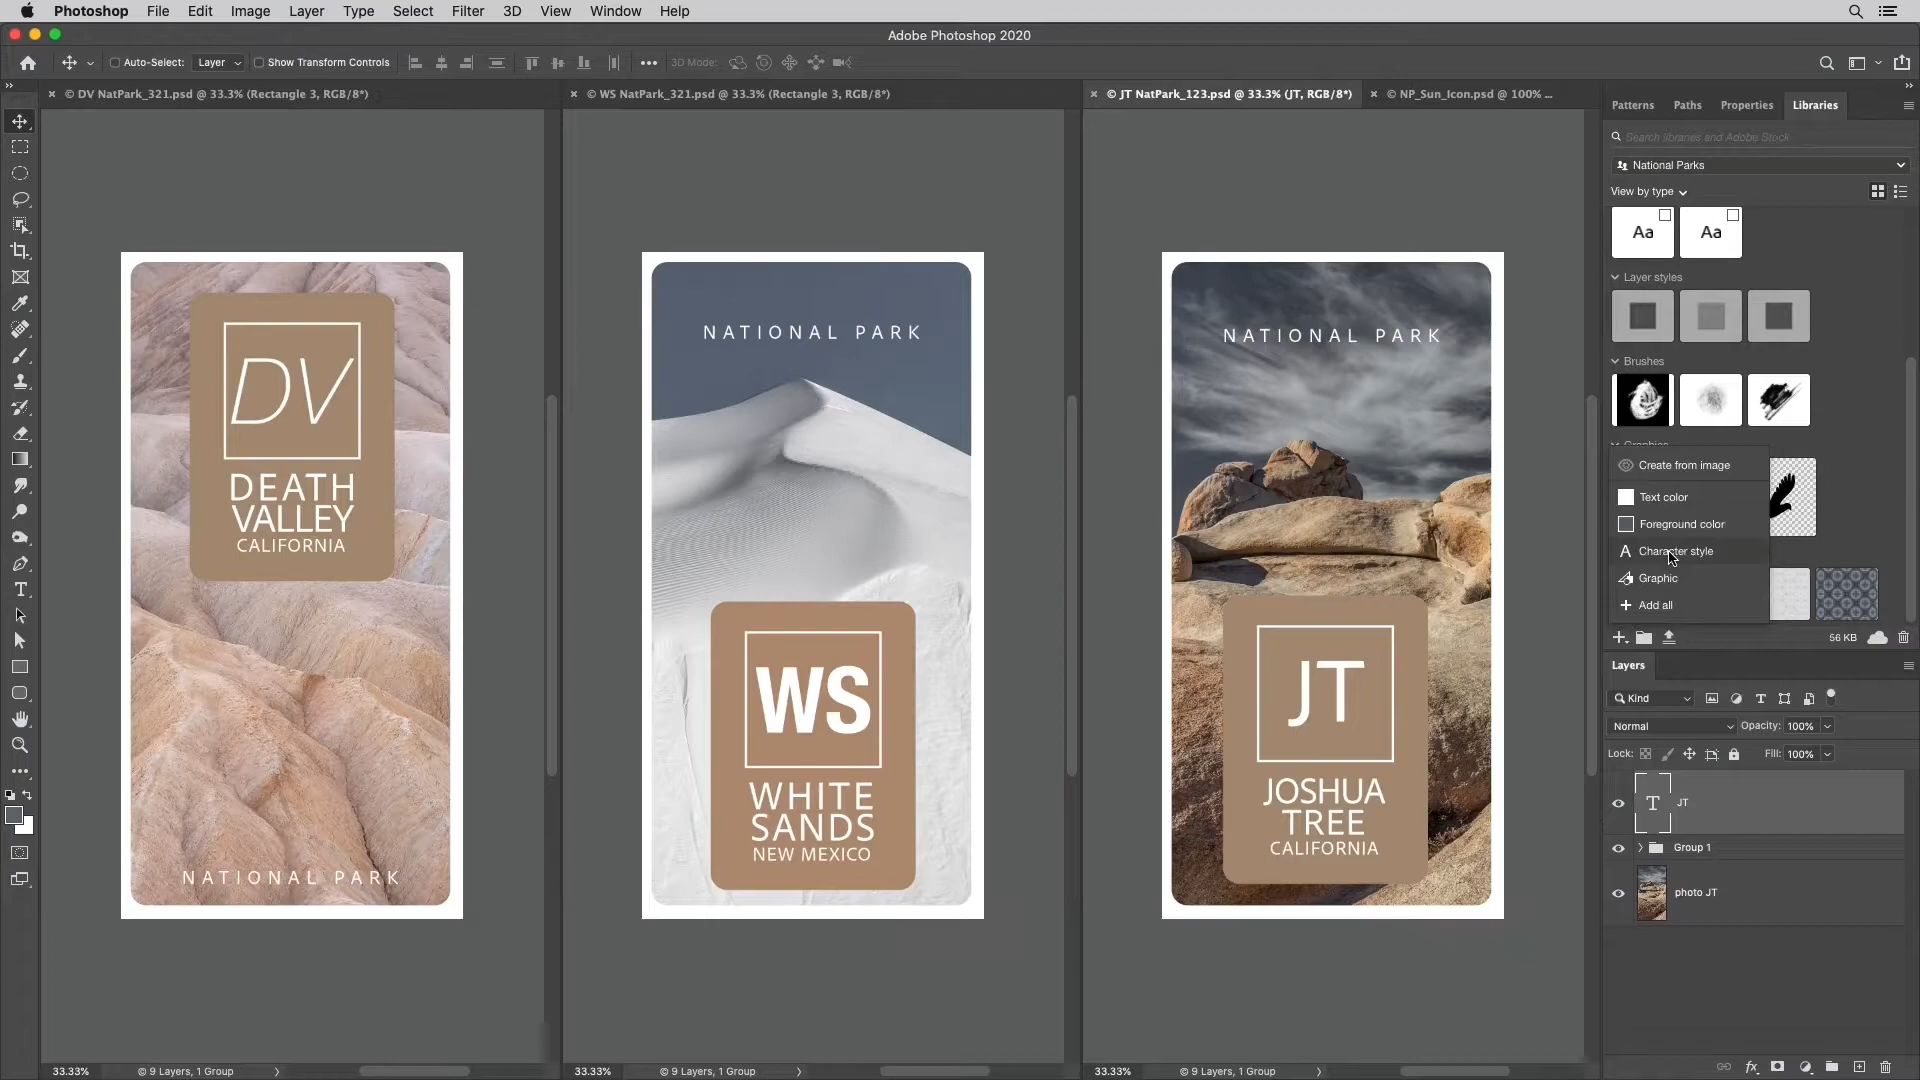 Photoshop File Edit Image Layer Type Select Filter 3D View Window Help
Adobe Photoshop 2020
Auto-Select: Layer Show Transform Controls 3D Mode:
© DV NatPark_321.psd @ 33.3% (Rectangle 3, RGB/8*)
© WS NatPark_321.psd @ 33.3% (Rectangle 3, RGB/8*)
© JT NatPark_123.psd @ 33.3% (JT, RGB/8*)
© NP_Sun_Icon.psd @ 100% ...
DV
DEATH
VALLEY
CALIFORNIA
NATIONAL PARK
NATIONAL PARK
WS
WHITE
SANDS
NEW MEXICO
NATIONAL PARK
JT
JOSHUA
TREE
CALIFORNIA
Patterns Paths Properties Libraries
Search libraries and Adobe Stock
National Parks
View by type
Aa Aa
Layer styles
Brushes
Graphics
Create from image
Text color
Foreground color
Character style
Graphic
Add all
56 KB
Layers
Kind
Normal Opacity: 100%
Lock: Fill: 100%
T JT
Group 1
photo JT
33.33% © 9 Layers, 1 Group
33.33% © 9 Layers, 1 Group
33.33% © 9 Layers, 1 Group